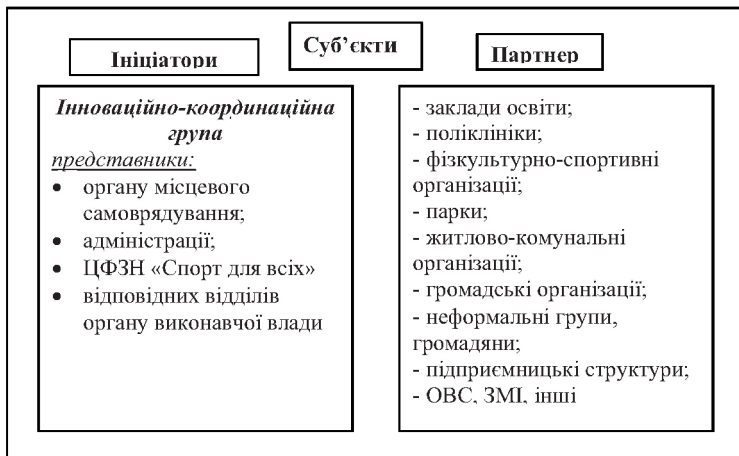 Суб’єкти
Ініціатори
Партнер
Інноваційно-координаційна
група
представники:
• органу місцевого
самоврядування;
• адміністрації;
• ЦФЗН «Спорт для всіх»
• відповідних відділів
органу виконавчої влади
- заклади освіти;
- поліклініки;
- фізкультурно-спортивні
організації;
- парки;
- житлово-комунальні
організації;
- громадські організації;
- неформальні групи,
громадяни;
- підприємницькі структури;
- ОВС, ЗМІ, інші